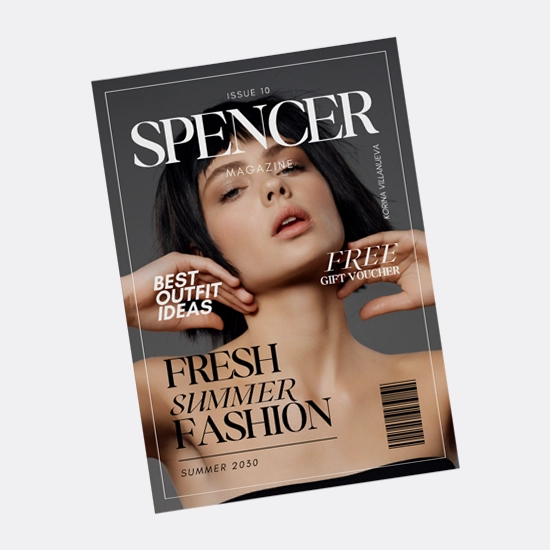 ISSUE 10
SPENCER
MAGAZINE
KORINA VILLANUEVA
FREE
GIFT VOUCHER
BEST
OUTFIT
IDEAS
FRESH
SUMMER
FASHION
SUMMER 2030